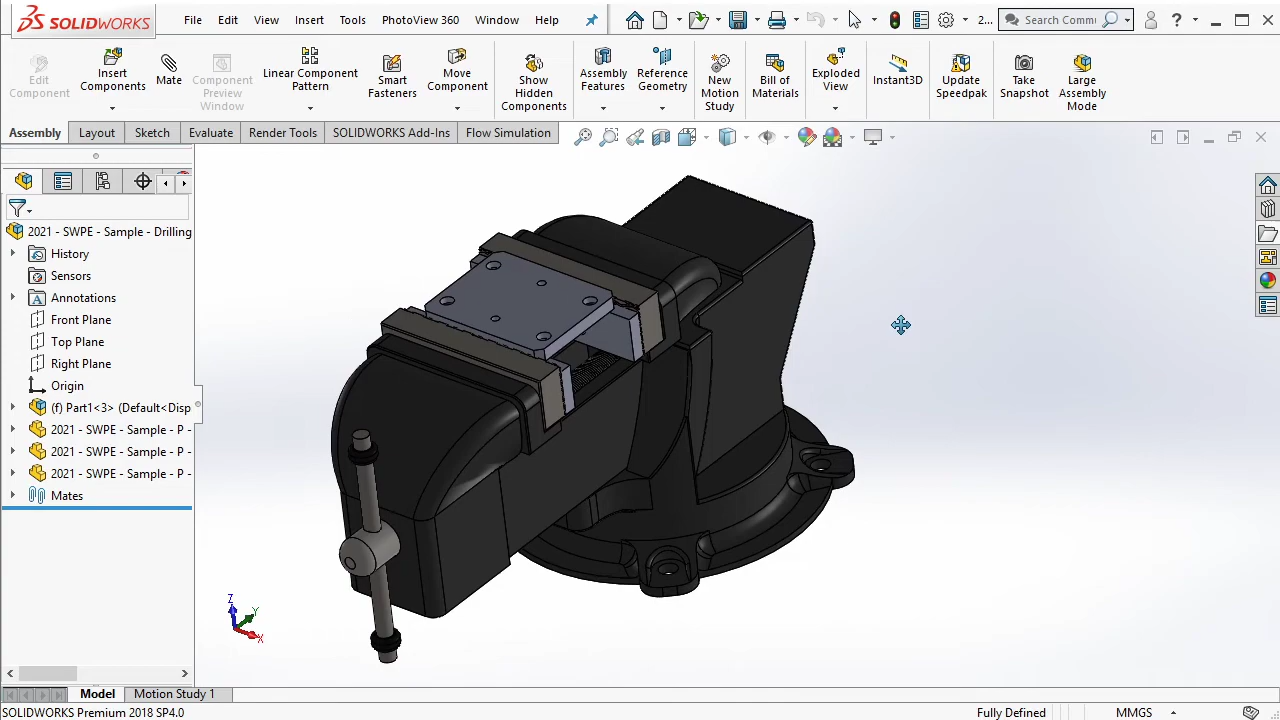 SOLIDWORKS
File Edit View Insert Tools PhotoView 360 Window Help
2... Search Commu
Edit Component
Insert Components
Mate
Component Preview Window
Linear Component Pattern
Smart Fasteners
Move Component
Show Hidden Components
Assembly Features
Reference Geometry
New Motion Study
Bill of Materials
Exploded View
Instant3D
Update Speedpak
Take Snapshot
Large Assembly Mode
Assembly Layout Sketch Evaluate Render Tools SOLIDWORKS Add-Ins Flow Simulation
2021 - SWPE - Sample - Drilling
History
Sensors
Annotations
Front Plane
Top Plane
Right Plane
Origin
(f) Part1<3> (Default<Disp
2021 - SWPE - Sample - P -
2021 - SWPE - Sample - P -
2021 - SWPE - Sample - P -
Mates
Z
Y
X
Model Motion Study 1
SOLIDWORKS Premium 2018 SP4.0
Fully Defined MMGS